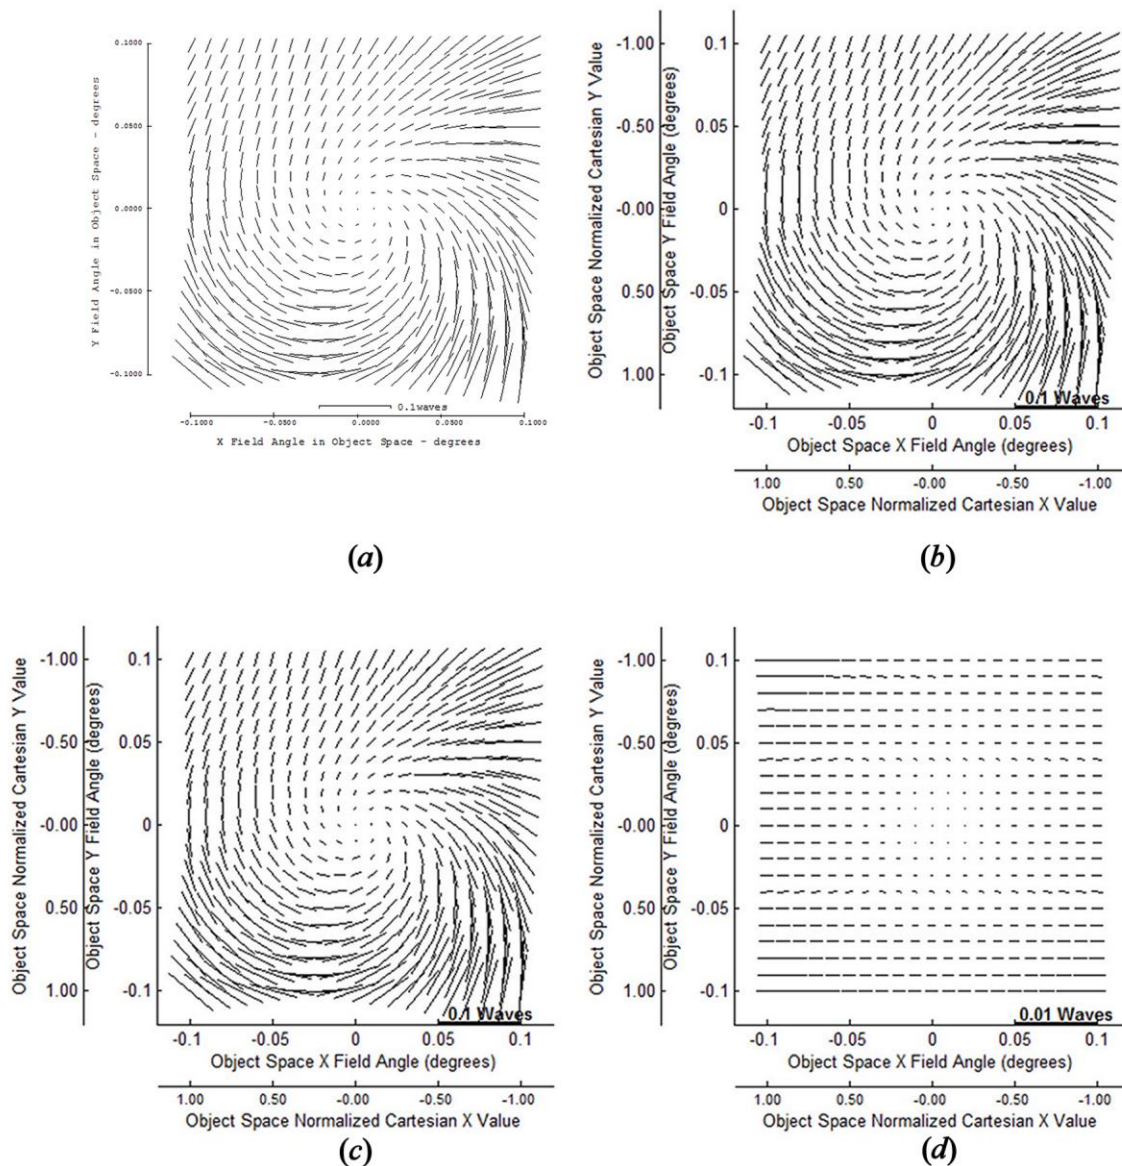 0.1000
0.0500
0.0000
-0.0500
-0.1000
Y Field Angle in Object Space - degrees
0.1waves
-0.1000 -0.0500 0.0000 0.0500 0.1000
X Field Angle in Object Space - degrees
(a)
Object Space Normalized Cartesian Y Value
-1.00
-0.50
-0.00
0.50
1.00
Object Space Y Field Angle (degrees)
0.1
0.05
0
-0.05
-0.1
0.1 Waves
-0.1 -0.05 0 0.05 0.1
Object Space X Field Angle (degrees)
1.00 0.50 -0.00 -0.50 -1.00
Object Space Normalized Cartesian X Value
(b)
Object Space Normalized Cartesian Y Value
-1.00
-0.50
-0.00
0.50
1.00
Object Space Y Field Angle (degrees)
0.1
0.05
0
-0.05
-0.1
0.1 Waves
-0.1 -0.05 0 0.05 0.1
Object Space X Field Angle (degrees)
1.00 0.50 -0.00 -0.50 -1.00
Object Space Normalized Cartesian X Value
(c)
Object Space Normalized Cartesian Y Value
-1.00
-0.50
-0.00
0.50
1.00
Object Space Y Field Angle (degrees)
0.1
0.05
0
-0.05
-0.1
0.01 Waves
-0.1 -0.05 0 0.05 0.1
Object Space X Field Angle (degrees)
1.00 0.50 -0.00 -0.50 -1.00
Object Space Normalized Cartesian X Value
(d)